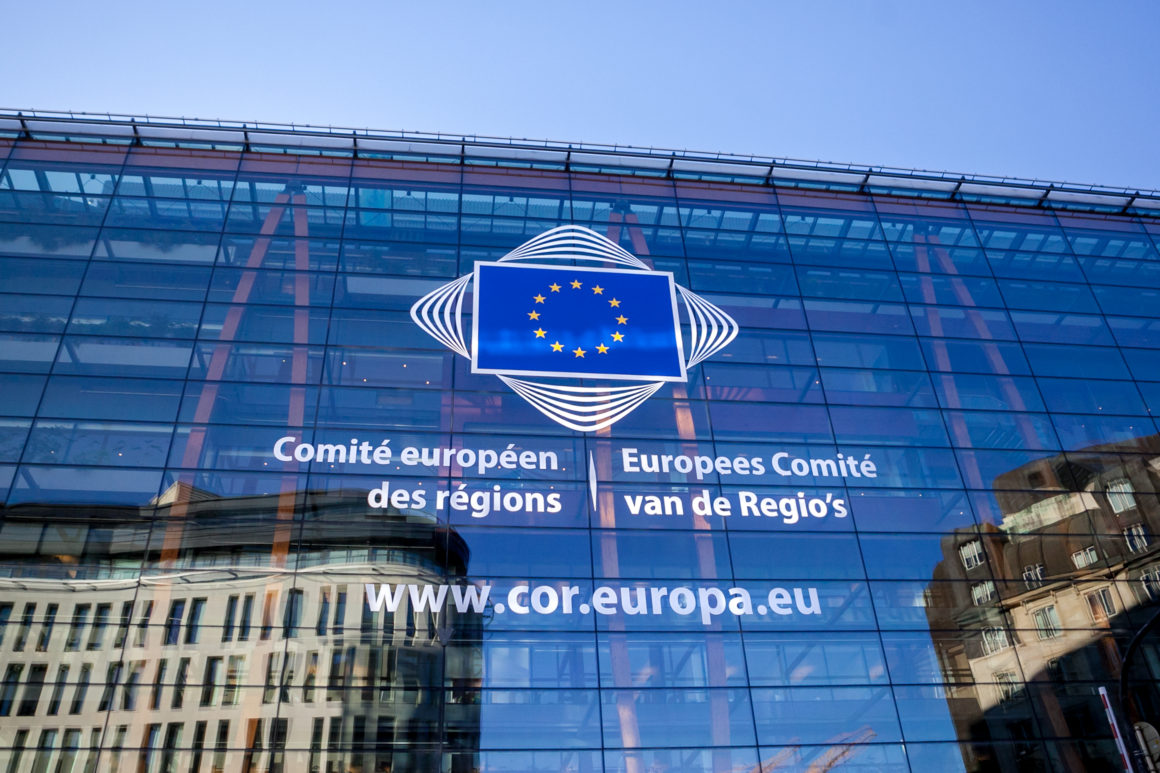 Comité européen
des régions
Europees Comité
van de Regio's
www.cor.europa.eu